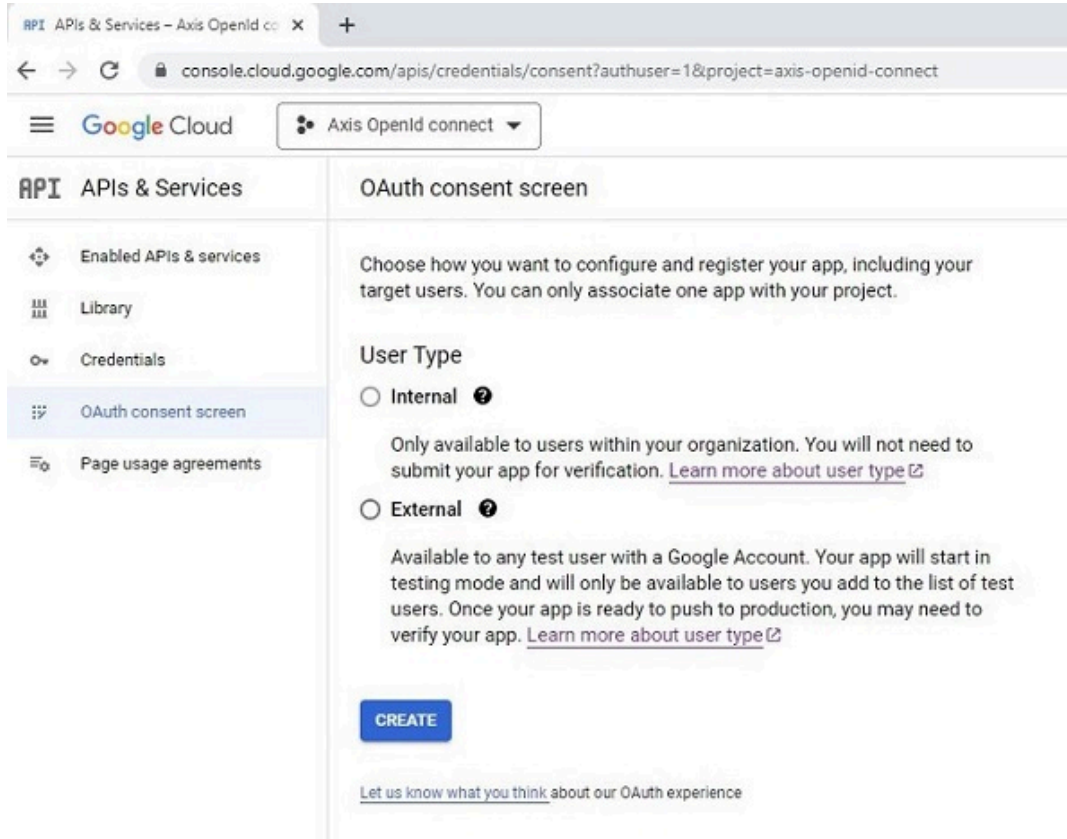 API APIs & Services – Axis OpenId co
console.cloud.google.com/apis/credentials/consent?authuser=1&project=axis-openid-connect
Google Cloud
Axis OpenId connect
API APIs & Services
OAuth consent screen
Enabled APIs & services
Library
Credentials
OAuth consent screen
Page usage agreements
Choose how you want to configure and register your app, including your
target users. You can only associate one app with your project.
User Type
Internal
Only available to users within your organization. You will not need to
submit your app for verification. Learn more about user type
External
Available to any test user with a Google Account. Your app will start in
testing mode and will only be available to users you add to the list of test
users. Once your app is ready to push to production, you may need to
verify your app. Learn more about user type
CREATE
Let us know what you think about our OAuth experience